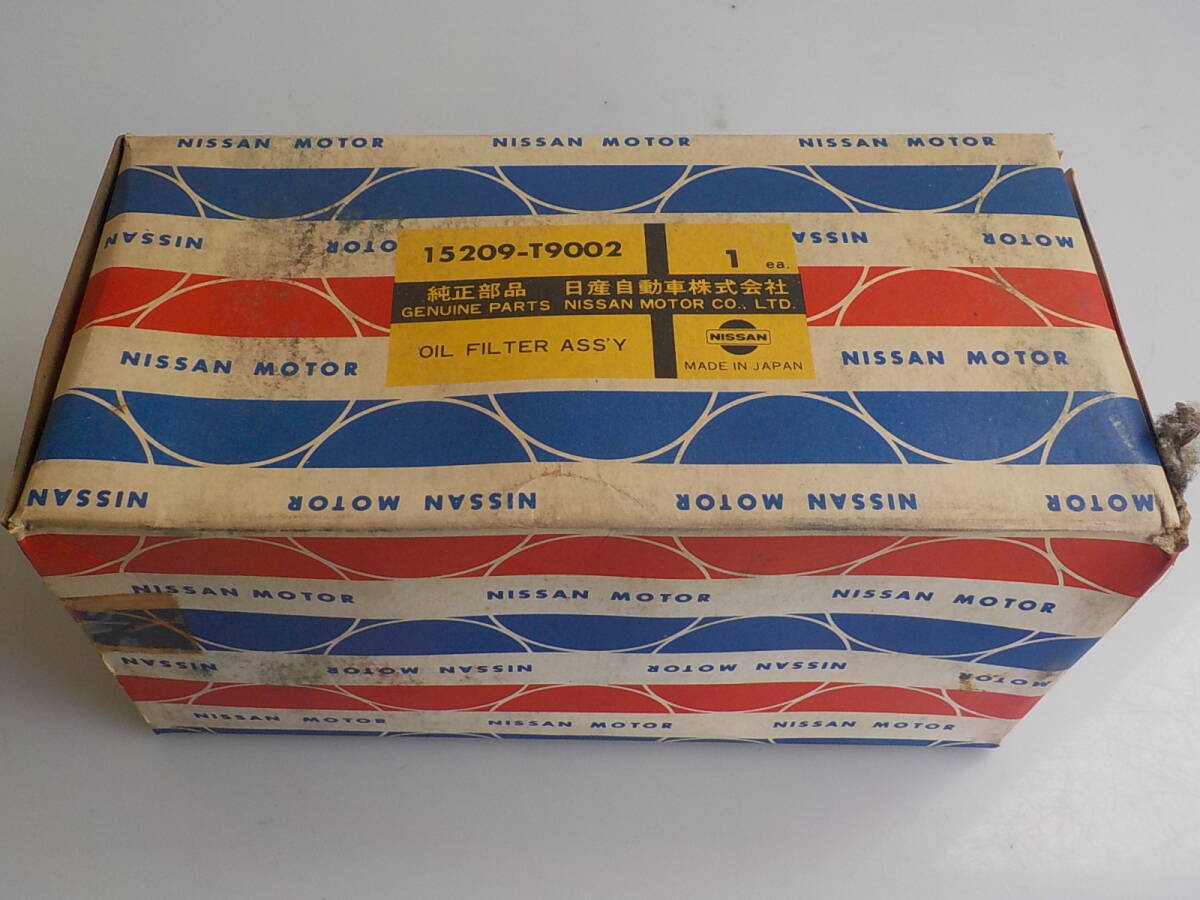 NISSAN MOTOR NISSAN MOTOR NISSAN MOTOR
NISSAN MOTOR NISSAN MOTOR
15209-T9002 1 ea.
純正部品 日産自動車株式会社
GENUINE PARTS NISSAN MOTOR CO., LTD.
OIL FILTER ASS'Y NISSAN
MADE IN JAPAN
NISSAN MOTOR NISSAN MOTOR
NISSAN MOTOR NISSAN MOTOR NISSAN MOTOR
NISSAN MOTOR NISSAN MOTOR NISSAN MOTOR
NISSAN MOTOR NISSAN MOTOR NISSAN MOTOR
NISSAN MOTOR NISSAN MOTOR NISSAN MOTOR